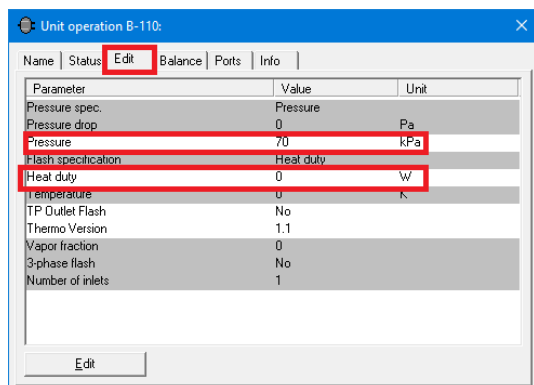 Unit operation B-110:
Name Status Edit Balance Ports Info
Parameter Value Unit
Pressure spec. Pressure
Pressure drop 0 Pa
Pressure 70 kPa
Flash specification Heat duty
Heat duty 0 W
Temperature 0 K
TP Outlet Flash No
Thermo Version 1.1
Vapor fraction 0
3-phase flash No
Number of inlets 1
Edit